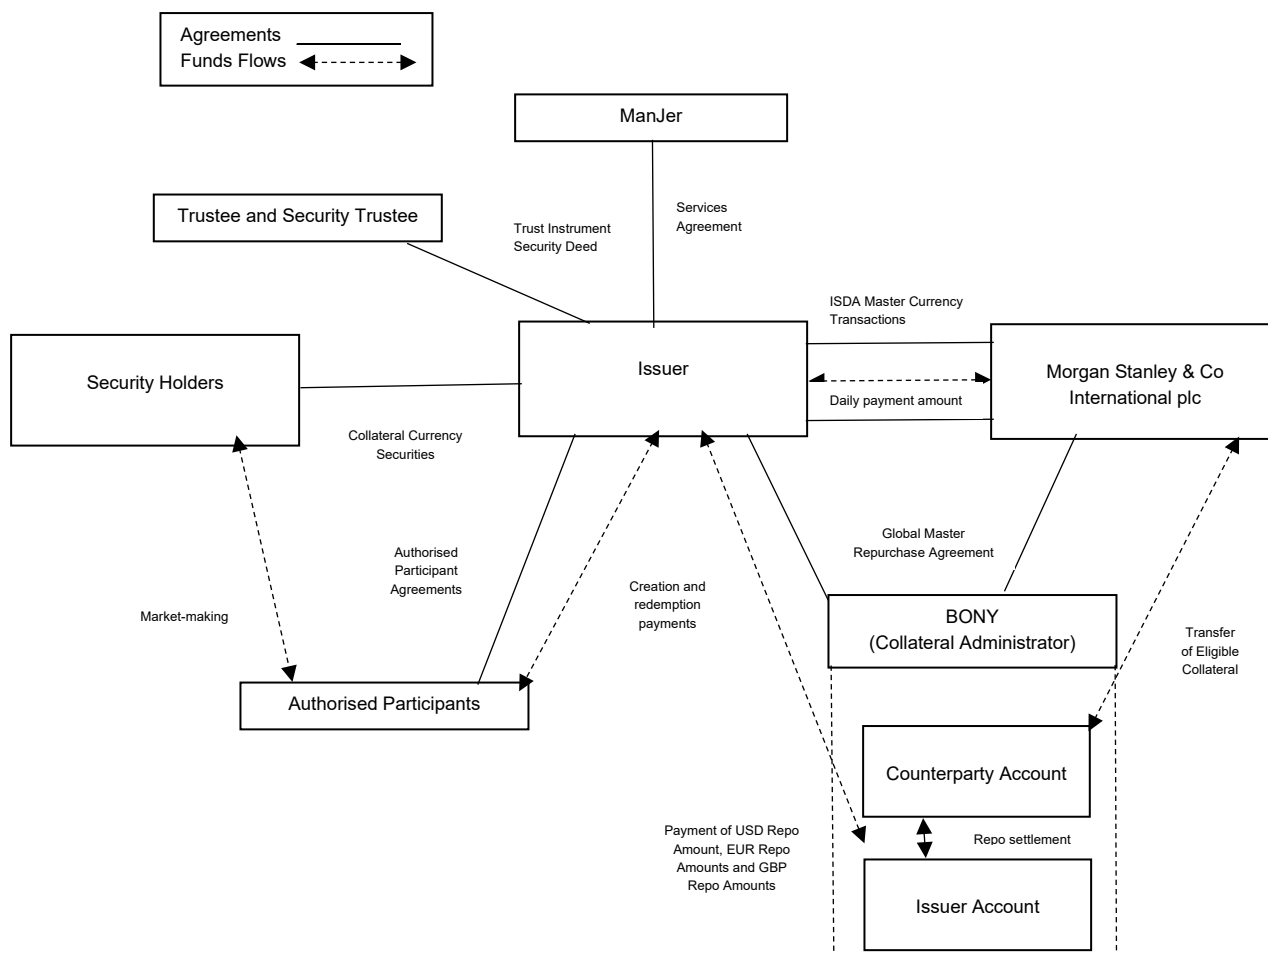 Agreements
Funds Flows
ManJer
Trustee and Security Trustee
Trust Instrument
Security Deed
Services
Agreement
ISDA Master Currency
Transactions
Security Holders
Issuer
Morgan Stanley & Co
International plc
Daily payment amount
Collateral Currency
Securities
Authorised
Participant
Agreements
Global Master
Repurchase Agreement
Market-making
Creation and
redemption
payments
BONY
(Collateral Administrator)
Transfer
of Eligible
Collateral
Authorised Participants
Counterparty Account
Payment of USD Repo
Amount, EUR Repo
Amounts and GBP
Repo Amounts
Repo settlement
Issuer Account